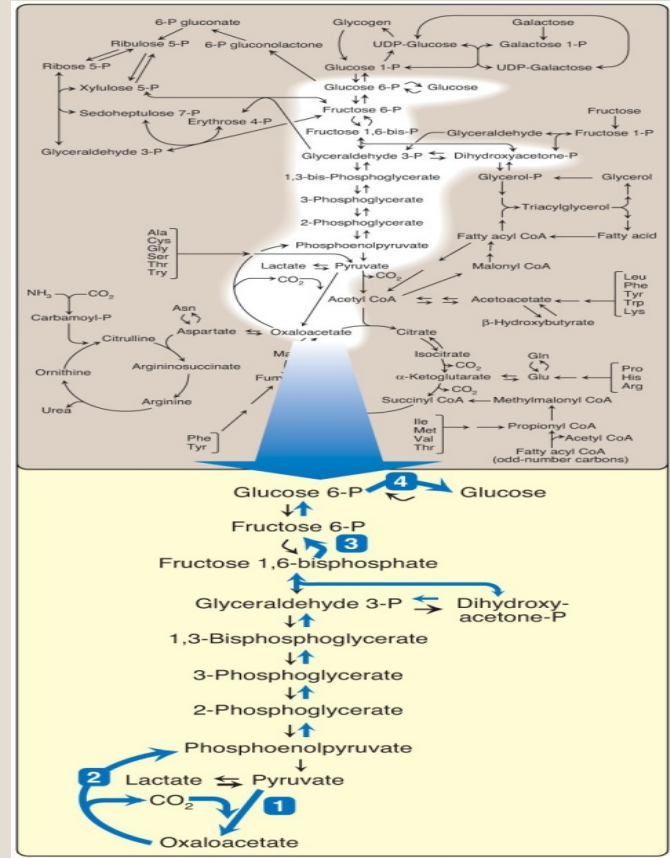 6-P gluconate
Glycogen
Galactose
Ribulose 5-P
6-P gluconolactone
UDP-Glucose
Galactose 1-P
Ribose 5-P
Glucose 1-P
UDP-Galactose
Xylulose 5-P
Glucose 6-P
Glucose
Sedoheptulose 7-P
Fructose 6-P
Erythrose 4-P
Fructose
Fructose 1,6-bis-P
Glyceraldehyde
Fructose 1-P
Glyceraldehyde 3-P
Glyceraldehyde 3-P
Dihydroxyacetone-P
1,3-bis-Phosphoglycerate
Glycerol-P
Glycerol
3-Phosphoglycerate
Triacylglycerol
2-Phosphoglycerate
Fatty acyl CoA
Fatty acid
Phosphoenolpyruvate
Ala
Cys
Gly
Ser
Thr
Try
Lactate
Pyruvate
CO2
CO2
Malonyl CoA
Acetyl CoA
Acetoacetate
Leu
Phe
Tyr
Trp
Lys
β-Hydroxybutyrate
NH3
CO2
Carbamoyl-P
Asn
Citrulline
Aspartate
Oxaloacetate
Citrate
Ma
Isocitrate
CO2
Gln
Ornithine
Argininosuccinate
Fum
α-Ketoglutarate
Glu
Pro
His
Arg
CO2
Urea
Arginine
Succinyl CoA
Methylmalonyl CoA
Phe
Tyr
Ile
Met
Val
Thr
Propionyl CoA
Acetyl CoA
Fatty acyl CoA
(odd-number carbons)
Glucose 6-P
4
Glucose
Fructose 6-P
3
Fructose 1,6-bisphosphate
Glyceraldehyde 3-P
Dihydroxy-
acetone-P
1,3-Bisphosphoglycerate
3-Phosphoglycerate
2-Phosphoglycerate
Phosphoenolpyruvate
2
Lactate
Pyruvate
CO2
1
Oxaloacetate